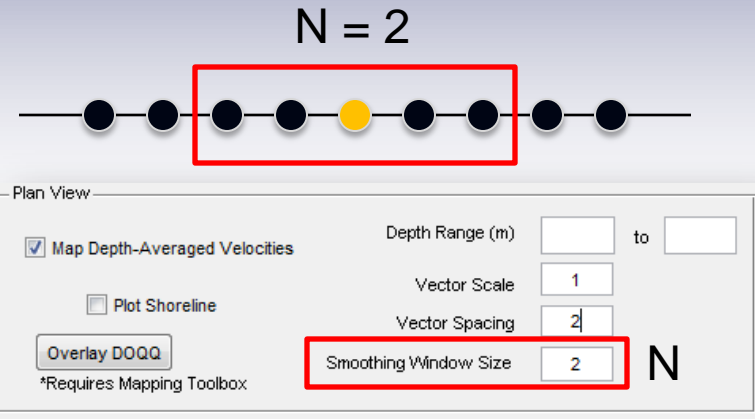 N = 2
Plan View
Map Depth-Averaged Velocities
Depth Range (m)
to
Vector Scale 1
Plot Shoreline
Vector Spacing 2
Overlay DOQQ
Smoothing Window Size 2
N
*Requires Mapping Toolbox